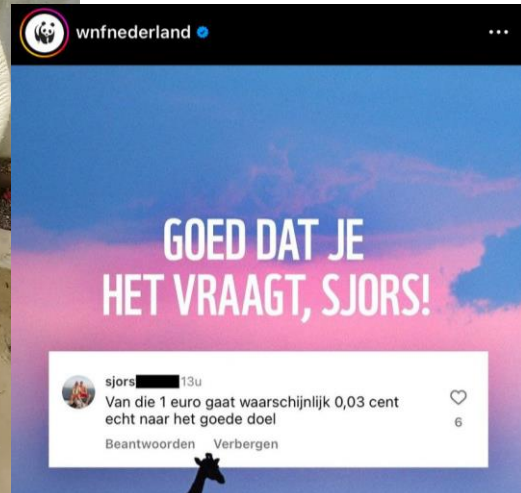 wnfnederland
GOED DAT JE
HET VRAAGT, SJORS!
sjors 13u
Van die 1 euro gaat waarschijnlijk 0,03 cent
echt naar het goede doel
6
Beantwoorden Verbergen